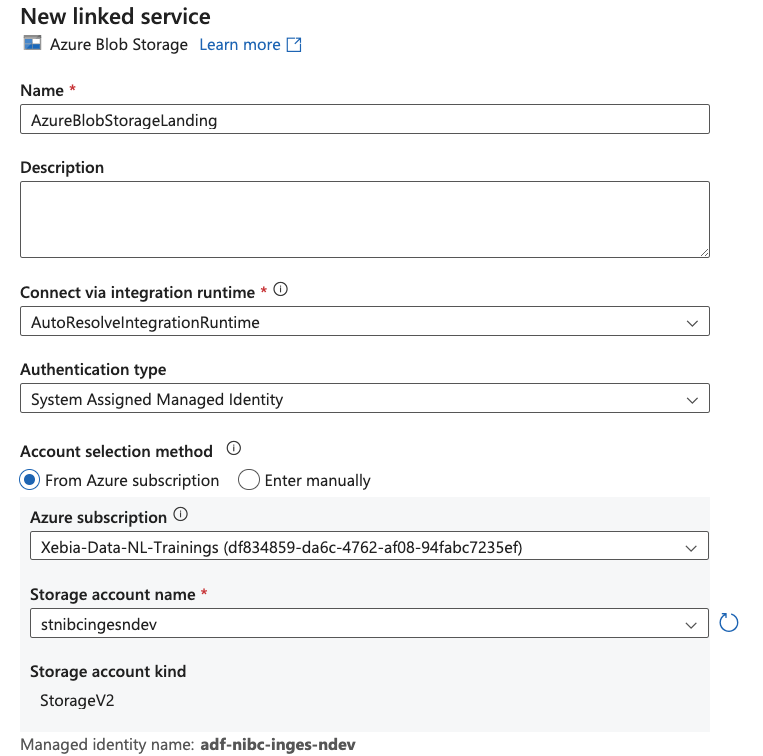 New linked service
Azure Blob Storage Learn more
Name *
AzureBlobStorageLanding
Description
Connect via integration runtime *
AutoResolveIntegrationRuntime
Authentication type
System Assigned Managed Identity
Account selection method
From Azure subscription Enter manually
Azure subscription
Xebia-Data-NL-Trainings (df834859-da6c-4762-af08-94fabc7235ef)
Storage account name *
stnibcingesndev
Storage account kind
StorageV2
Managed identity name: adf-nibc-inges-ndev